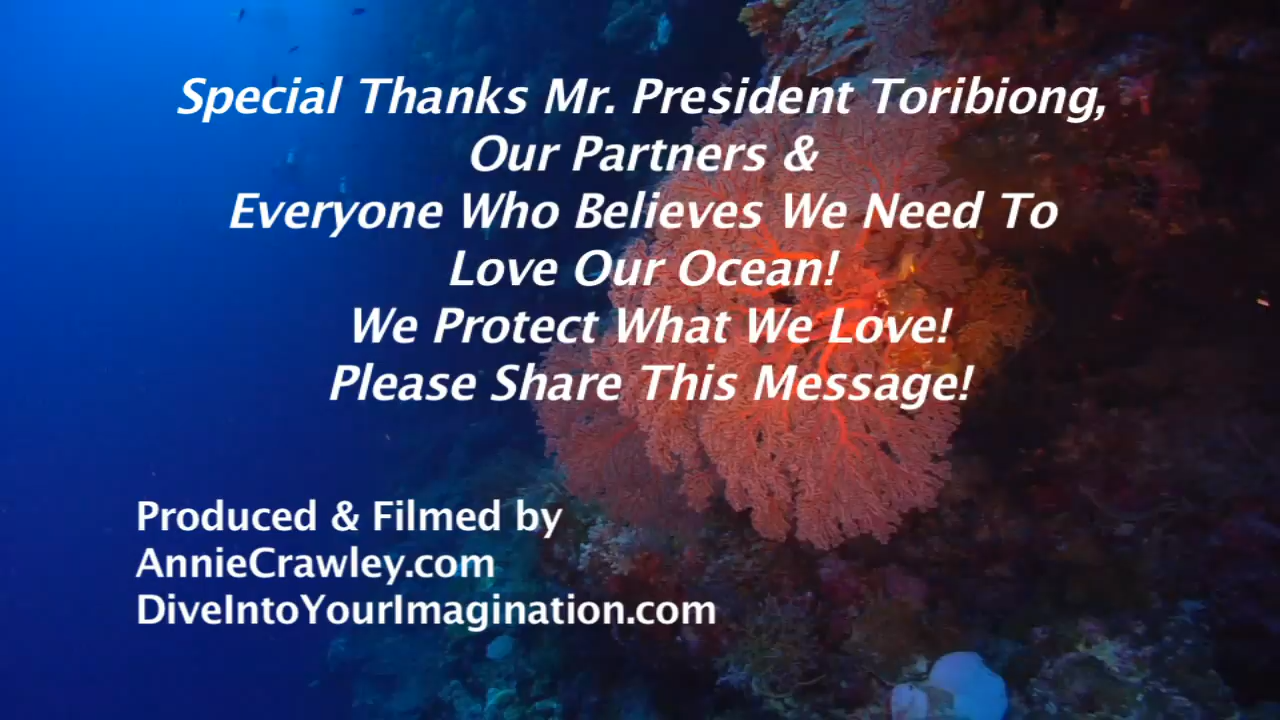 Special Thanks Mr. President Toribiong,
Our Partners &
Everyone Who Believes We Need To
Love Our Ocean!
We Protect What We Love!
Please Share This Message!
Produced & Filmed by
AnnieCrawley.com
DiveIntoYourImagination.com